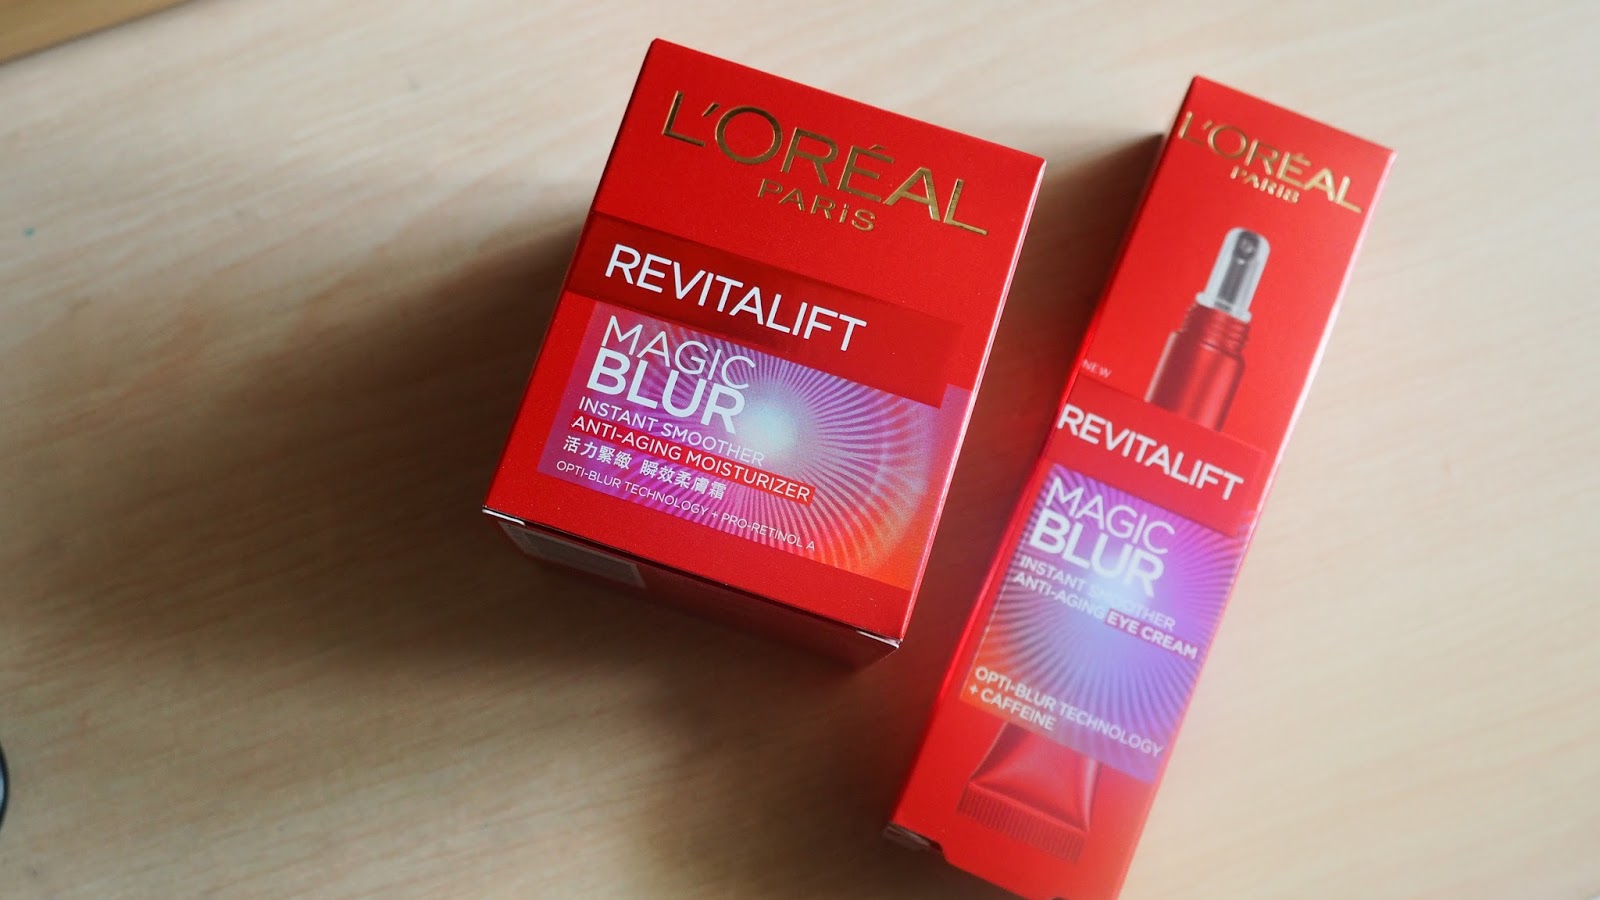 L'ORÉAL
PARiS
REVITALIFT
MAGIC
BLUR
INSTANT SMOOTHER
ANTI-AGING MOISTURIZER
活力緊緻 瞬效柔膚霜
OPTI-BLUR TECHNOLOGY + PRO-RETINOL A
L'ORÉAL
PARiS
NEW
REVITALIFT
MAGIC
BLUR
INSTANT SMOOTHER
ANTI-AGING EYE CREAM
OPTI-BLUR TECHNOLOGY
+ CAFFEINE